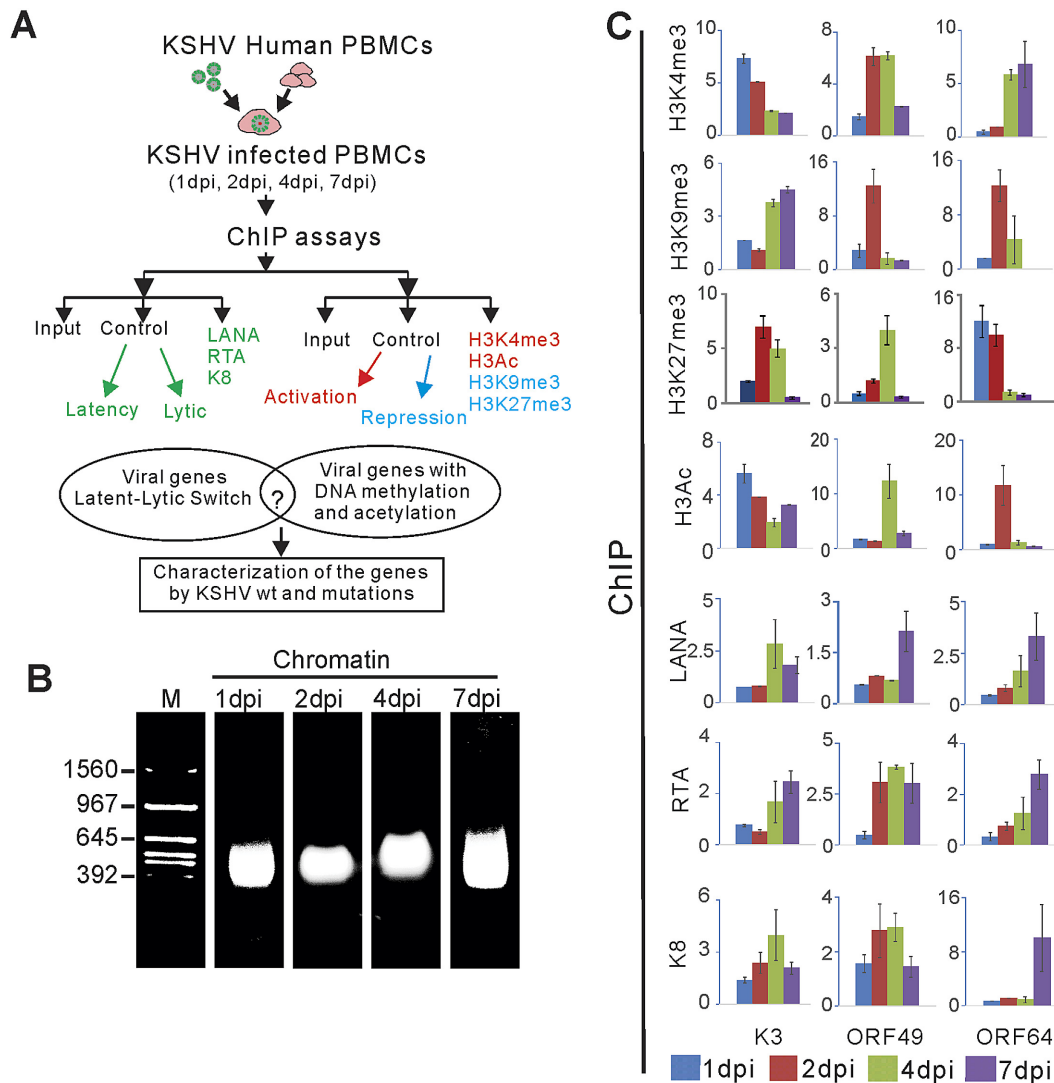 A
KSHV Human PBMCs
KSHV infected PBMCs
(1dpi, 2dpi, 4dpi, 7dpi)
ChIP assays
Input Control LANA
RTA
K8
Latency Lytic
Input Control H3K4me3
H3Ac
H3K9me3
H3K27me3
Activation
Repression
Viral genes
Latent-Lytic Switch
?
Viral genes with
DNA methylation
and acetylation
Characterization of the genes
by KSHV wt and mutations
B
Chromatin
M 1dpi 2dpi 4dpi 7dpi
1560
967
645
392
C
ChIP
H3K4me3
10 5 0
8 4 0
10 5 0
H3K9me3
6 3 0
16 8 0
16 8 0
H3K27me3
10 5 0
6 3 0
16 8 0
H3Ac
8 4 0
20 10 0
20 10 0
LANA
5 2.5 0
3 1.5 0
5 2.5 0
RTA
4 2 0
5 2.5 0
4 2 0
K8
6 3 0
4 2 0
16 8 0
K3 ORF49 ORF64
1dpi 2dpi 4dpi 7dpi